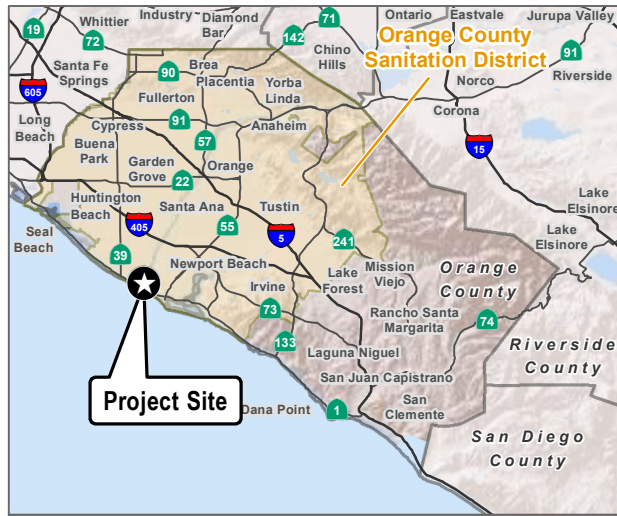 Industry
Diamond
Bar
71
Ontario
Eastvale
Jurupa Valley
19
Whittier
72
142
Chino
Hills
Orange County
Sanitation District
91
Riverside
Santa Fe
Springs
90
Brea
Placentia
Yorba
Linda
Norco
605
Fullerton
Corona
Long
Beach
Cypress
91
Anaheim
15
Buena
Park
57
Garden
Grove
Orange
22
Lake
Elsinore
Huntington
Beach
Santa Ana
Tustin
Seal
Beach
405
55
5
241
Lake
Elsinore
39
Newport Beach
Lake
Forest
Mission
Viejo
Orange
County
Irvine
73
Rancho Santa
Margarita
74
133
Laguna Niguel
Riverside
County
Project Site
San Juan Capistrano
Dana Point
1
San
Clemente
San Diego
County